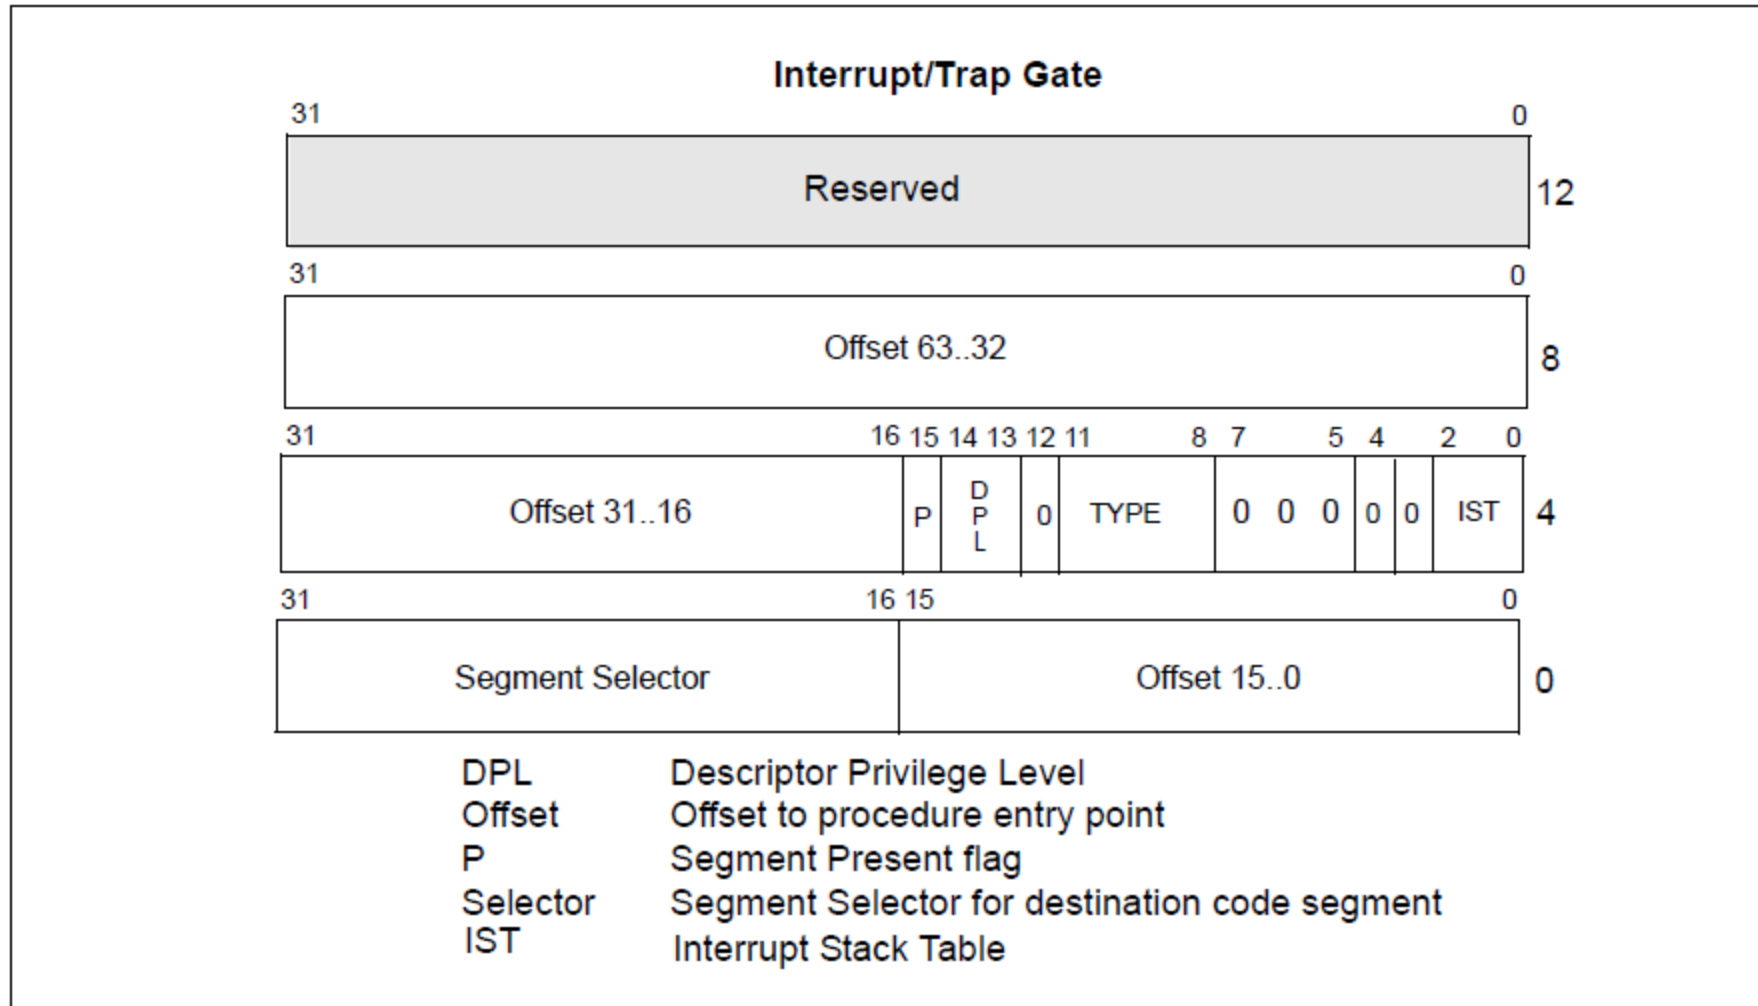 Interrupt/Trap Gate
31 0
Reserved 12
31 0
Offset 63..32 8
31 16 15 14 13 12 11 8 7 5 4 2 0
Offset 31..16 P DPL 0 TYPE 0 0 0 0 0 IST 4
31 16 15 0
Segment Selector Offset 15..0 0
DPL Descriptor Privilege Level
Offset Offset to procedure entry point
P Segment Present flag
Selector Segment Selector for destination code segment
IST Interrupt Stack Table